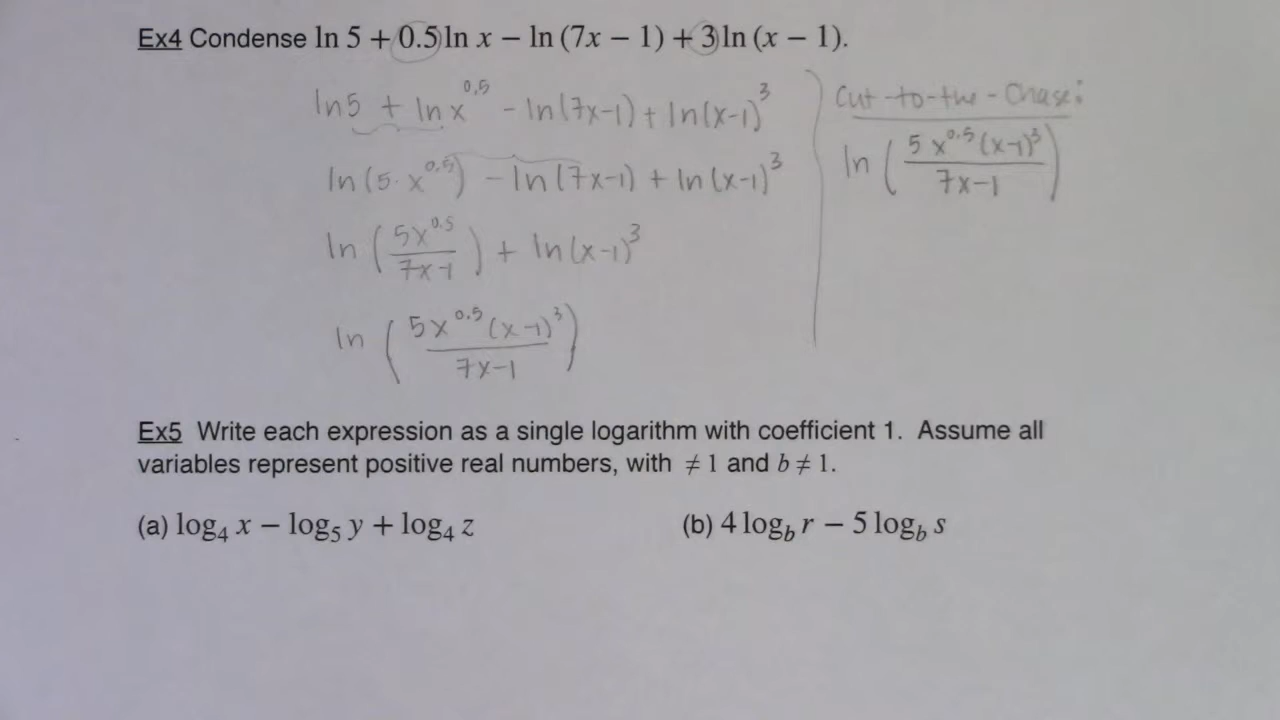 Ex4 Condense ln 5 + 0.5 ln x − ln (7x − 1) + 3 ln (x − 1).
ln5 + ln x^0.5 - ln(7x-1) + ln(x-1)^3
ln(5·x^0.5) - ln(7x-1) + ln(x-1)^3
ln (5x^0.5 / 7x-1) + ln(x-1)^3
ln (5x^0.5 (x-1)^3 / 7x-1)
Cut-to-the-Chase:
ln (5x^0.5 (x-1)^3 / 7x-1)
Ex5 Write each expression as a single logarithm with coefficient 1. Assume all
variables represent positive real numbers, with ≠ 1 and b ≠ 1.
(a) log₄ x − log₅ y + log₄ z
(b) 4 log_b r − 5 log_b s